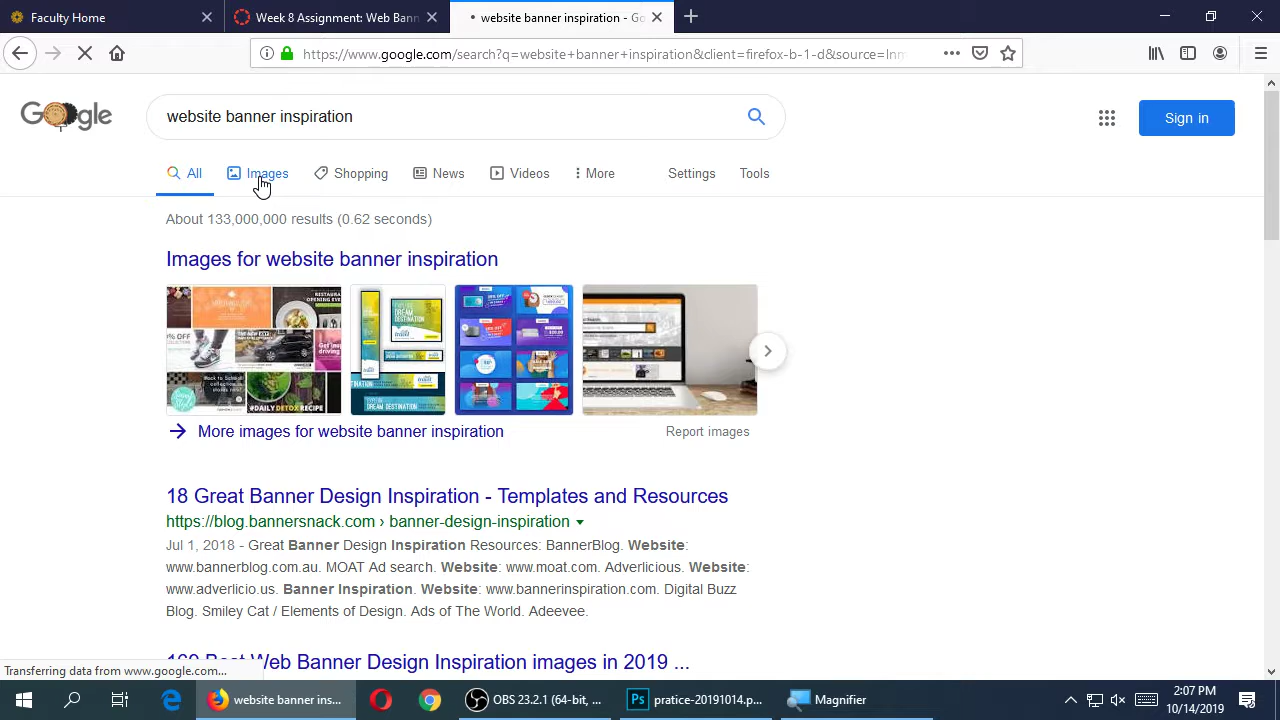 Faculty Home
Week 8 Assignment: Web Bann
website banner inspiration - Go
https://www.google.com/search?q=website+banner+inspiration&client=firefox-b-1-d&source=lnm
Google
website banner inspiration
Sign in
All
Images
Shopping
News
Videos
More
Settings
Tools
About 133,000,000 results (0.62 seconds)
Images for website banner inspiration
#DAILYDETOX RECIPE
DREAM DESTINATION
More images for website banner inspiration
Report images
18 Great Banner Design Inspiration - Templates and Resources
https://blog.bannersnack.com › banner-design-inspiration
Jul 1, 2018 - Great Banner Design Inspiration Resources: BannerBlog. Website:
www.bannerblog.com.au. MOAT Ad search. Website: www.moat.com. Adverlicious. Website:
www.adverlicio.us. Banner Inspiration. Website: www.bannerinspiration.com. Digital Buzz
Blog. Smiley Cat / Elements of Design. Ads of The World. Adeevee.
Best Web Banner Design Inspiration images in 2019 ...
Transferring data from www.google.com...
website banner ins...
OBS 23.2.1 (64-bit, ...
pratice-20191014.p...
Magnifier
2:07 PM
10/14/2019